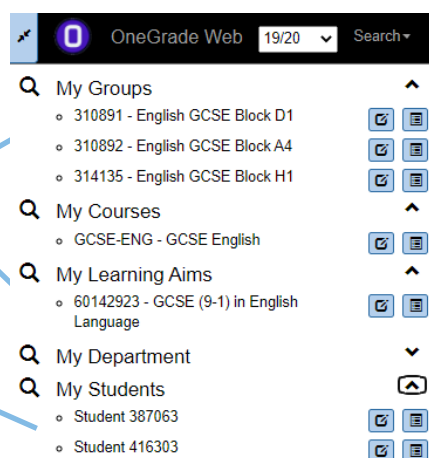 OneGrade Web 19/20 Search
My Groups
310891 - English GCSE Block D1
310892 - English GCSE Block A4
314135 - English GCSE Block H1
My Courses
GCSE-ENG - GCSE English
My Learning Aims
60142923 - GCSE (9-1) in English
Language
My Department
My Students
Student 387063
Student 416303